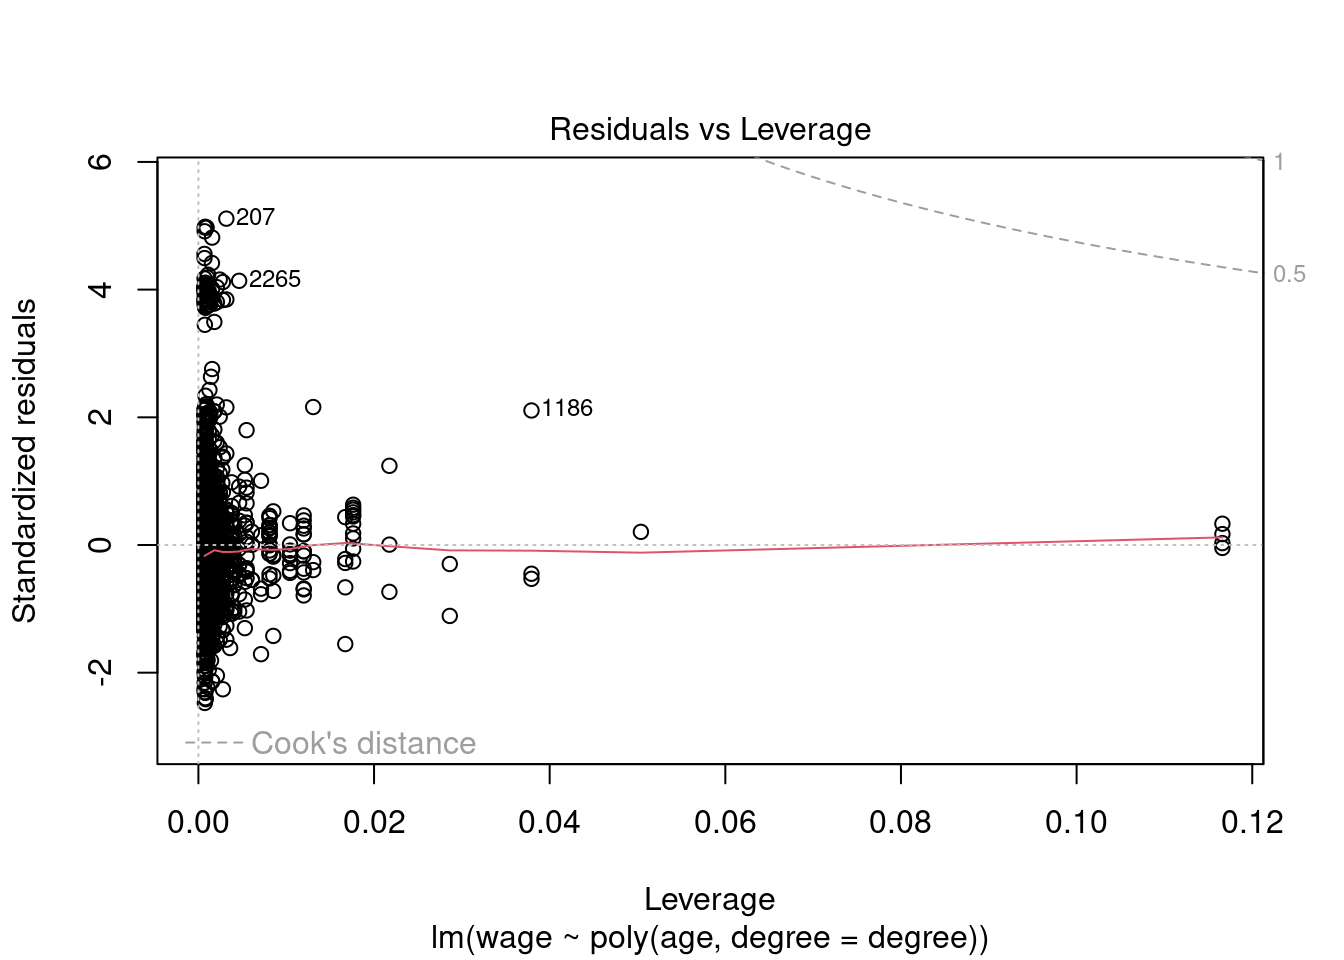 Residuals vs Leverage
Standardized residuals
6
4
2
0
-2
207
2265
1186
1
0.5
Cook's distance
0.00 0.02 0.04 0.06 0.08 0.10 0.12
Leverage
lm(wage ~ poly(age, degree = degree))